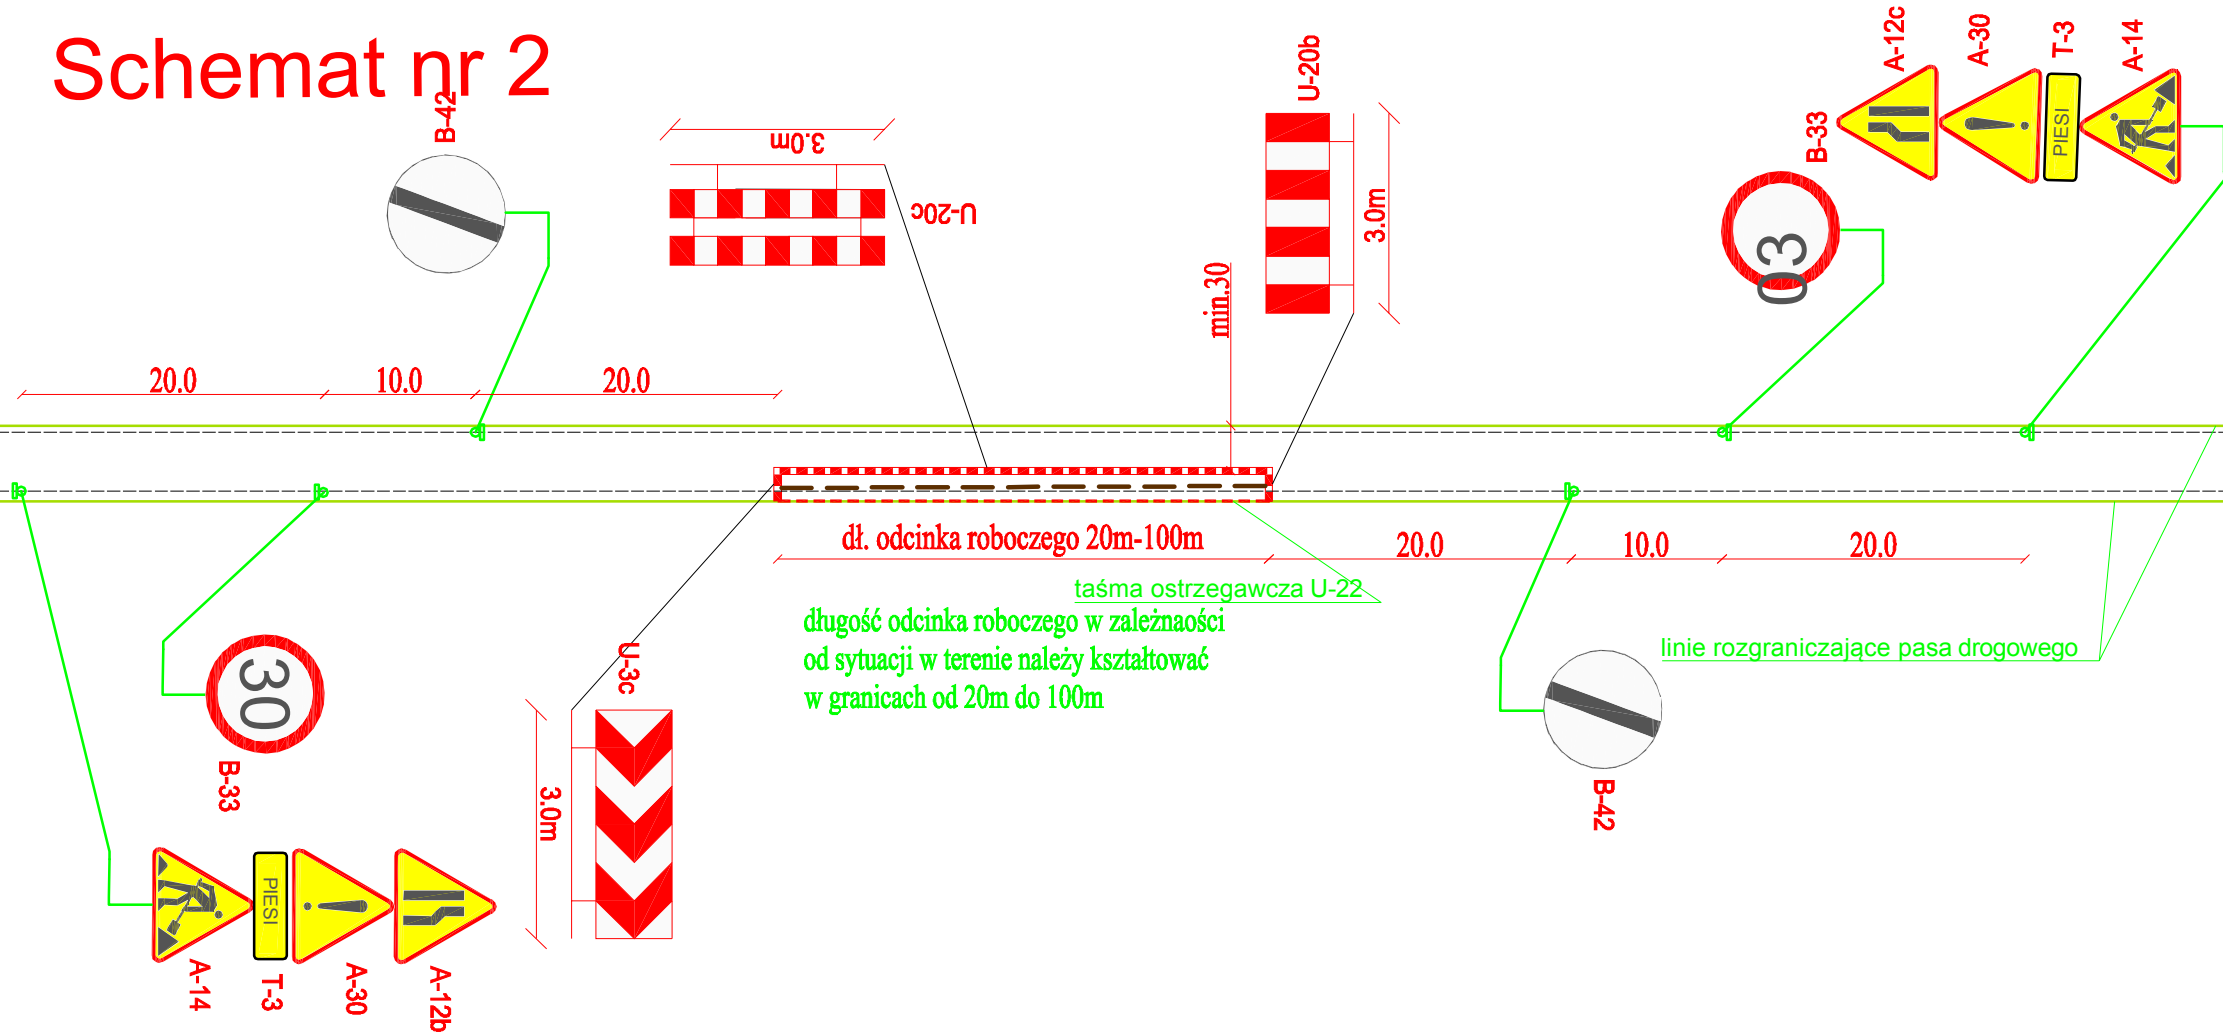 Schemat nr 2
B-42
3.0m
U-20c
U-20b
3.0m
min.30
A-12c
A-30
T-3
A-14
PIESI
B-33
30
20.0
10.0
20.0
dł. odcinka roboczego 20m-100m
20.0
10.0
20.0
taśma ostrzegawcza U-22
długość odcinka roboczego w zależnaości
od sytuacji w terenie należy kształtować
w granicach od 20m do 100m
linie rozgraniczające pasa drogowego
U-3c
3.0m
30
B-33
B-42
PIESI
A-14
T-3
A-30
A-12b